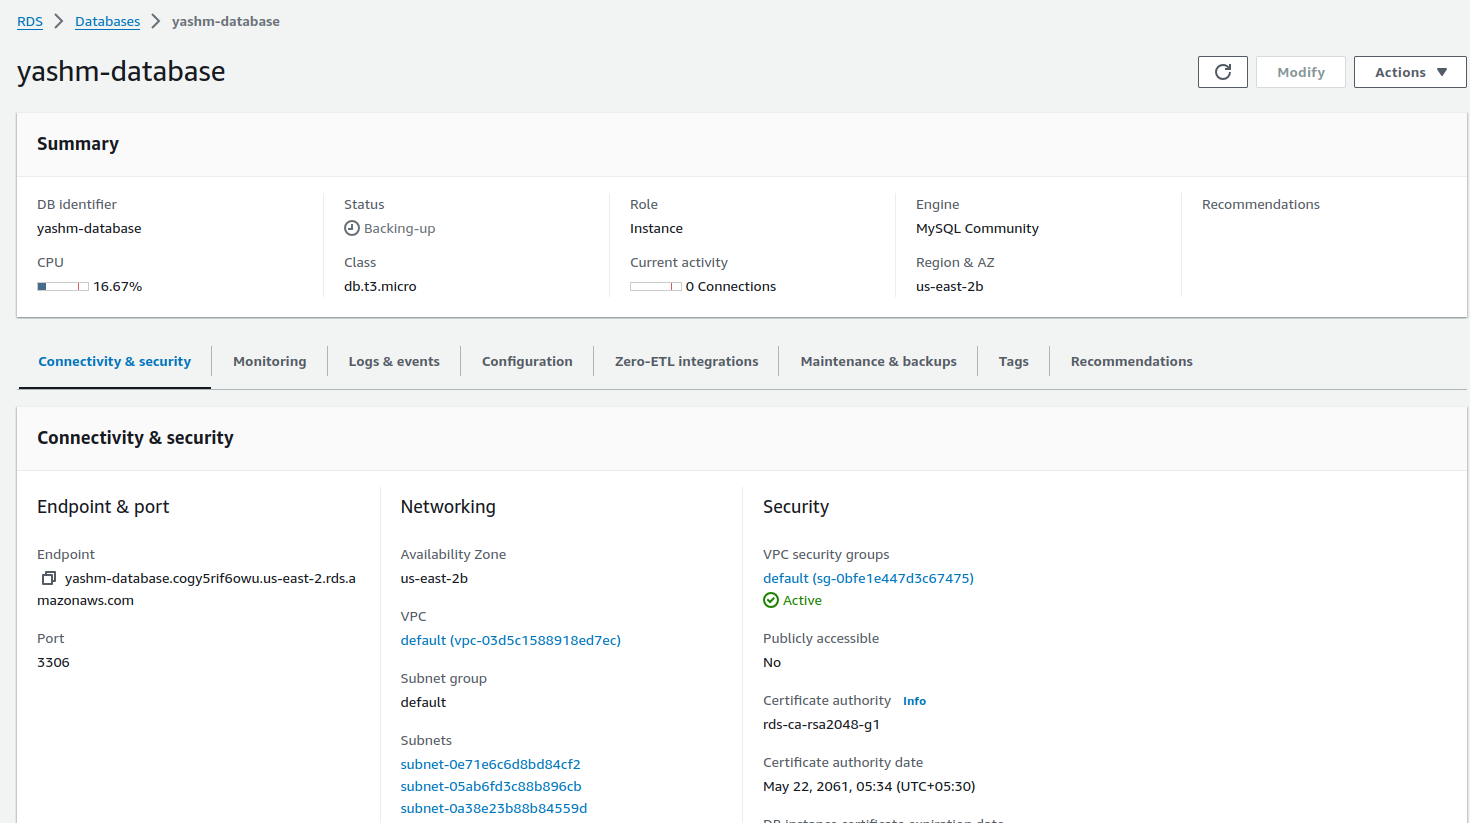 RDS > Databases > yashm-database
yashm-database
Modify
Actions
Summary
DB identifier
yashm-database
CPU
16.67%
Status
Backing-up
Class
db.t3.micro
Role
Instance
Current activity
0 Connections
Engine
MySQL Community
Region & AZ
us-east-2b
Recommendations
Connectivity & security
Monitoring
Logs & events
Configuration
Zero-ETL integrations
Maintenance & backups
Tags
Recommendations
Connectivity & security
Endpoint & port
Endpoint
yashm-database.cogy5rif6owu.us-east-2.rds.a
mazonaws.com
Port
3306
Networking
Availability Zone
us-east-2b
VPC
default (vpc-03d5c1588918ed7ec)
Subnet group
default
Subnets
subnet-0e71e6c6d8bd84cf2
subnet-05ab6fd3c88b896cb
subnet-0a38e23b88b84559d
Security
VPC security groups
default (sg-0bfe1e447d3c67475)
Active
Publicly accessible
No
Certificate authority Info
rds-ca-rsa2048-g1
Certificate authority date
May 22, 2061, 05:34 (UTC+05:30)
DB instance certificate expiration date